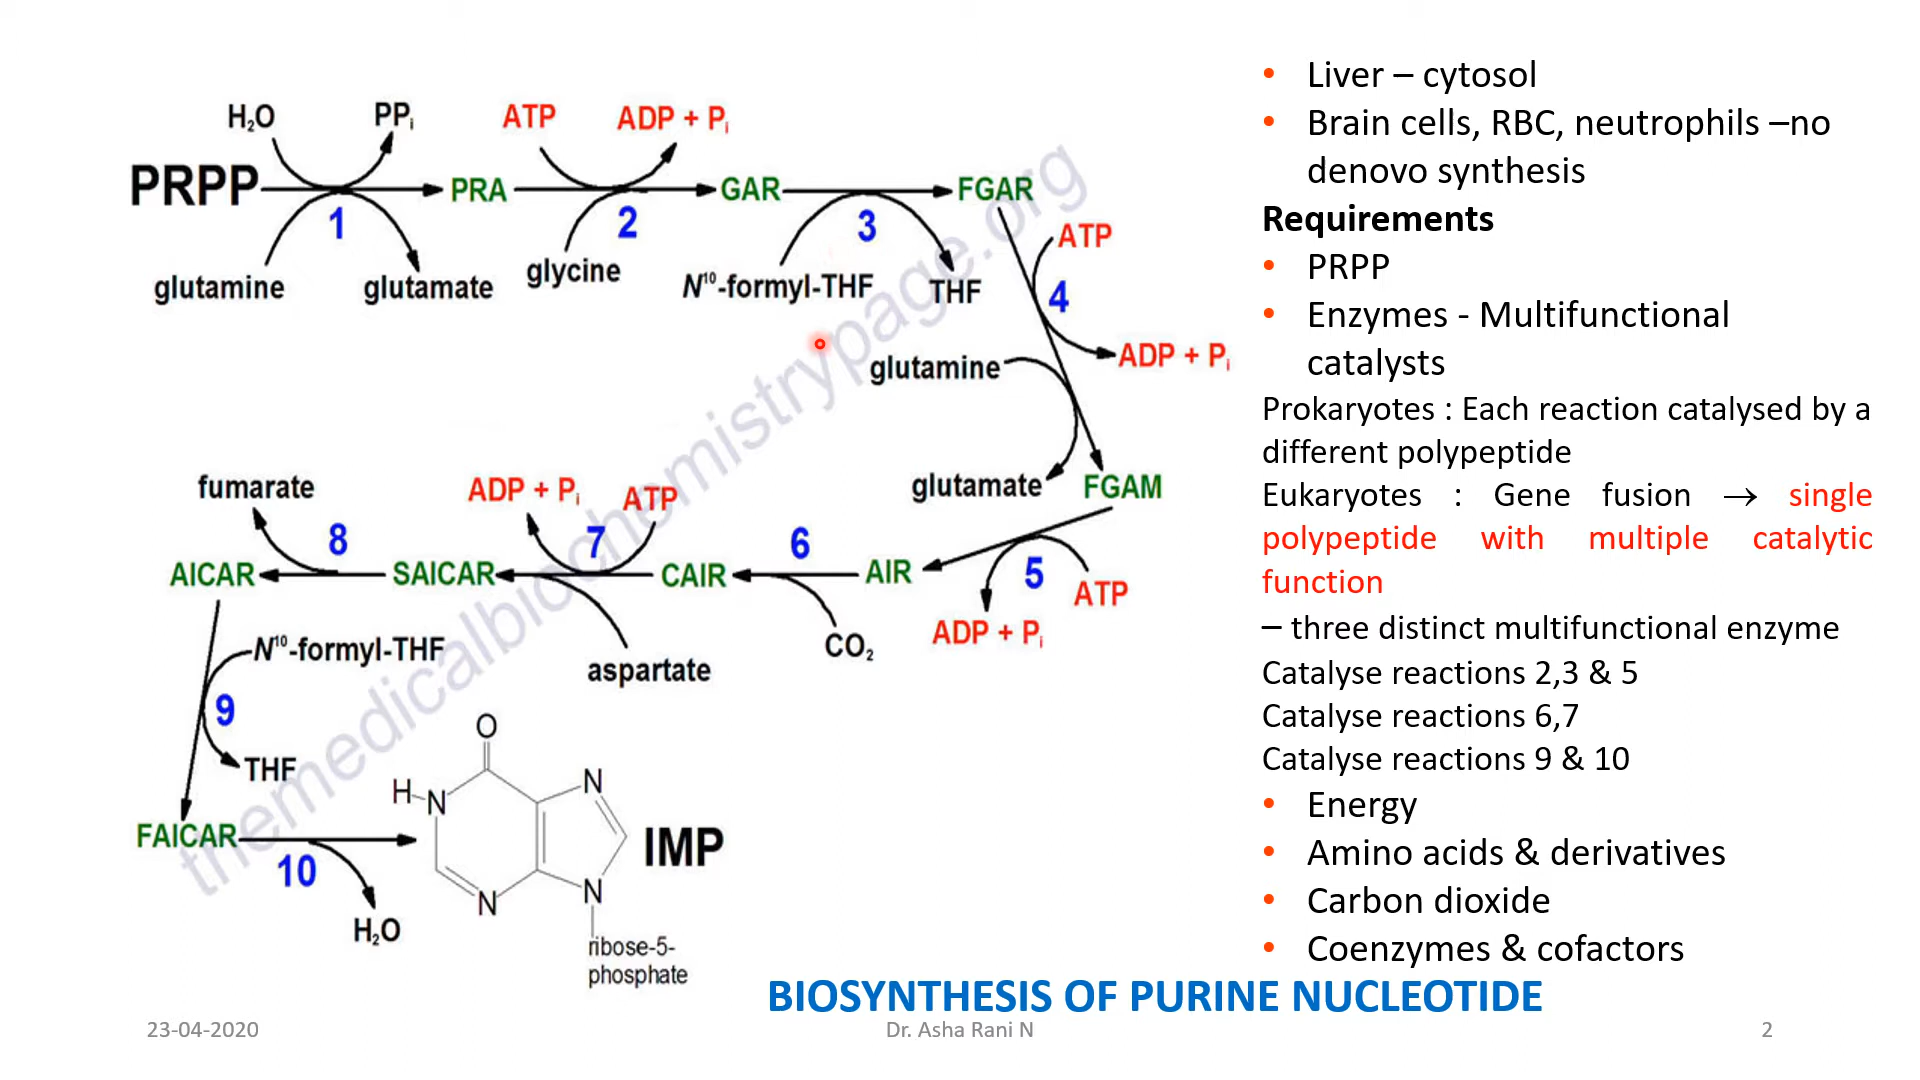 H₂O PPᵢ ATP ADP + Pᵢ
PRPP PRA GAR FGAR
1 2 3
glutamine glutamate glycine N¹⁰-formyl-THF THF
ATP
4
ADP + Pᵢ
glutamine
glutamate FGAM
fumarate ADP + Pᵢ ATP
8 7 6 5
AICAR SAICAR CAIR AIR
ATP
ADP + Pᵢ
CO₂
aspartate
N¹⁰-formyl-THF
9
THF
FAICAR
10
H₂O
O
H N N
N N
IMP
ribose-5-
phosphate
themedicalbiochemistrypage.org
• Liver – cytosol
• Brain cells, RBC, neutrophils –no
denovo synthesis
Requirements
• PRPP
• Enzymes - Multifunctional
catalysts
Prokaryotes : Each reaction catalysed by a
different polypeptide
Eukaryotes : Gene fusion → single
polypeptide with multiple catalytic
function
– three distinct multifunctional enzyme
Catalyse reactions 2,3 & 5
Catalyse reactions 6,7
Catalyse reactions 9 & 10
• Energy
• Amino acids & derivatives
• Carbon dioxide
• Coenzymes & cofactors
BIOSYNTHESIS OF PURINE NUCLEOTIDE
23-04-2020 Dr. Asha Rani N 2